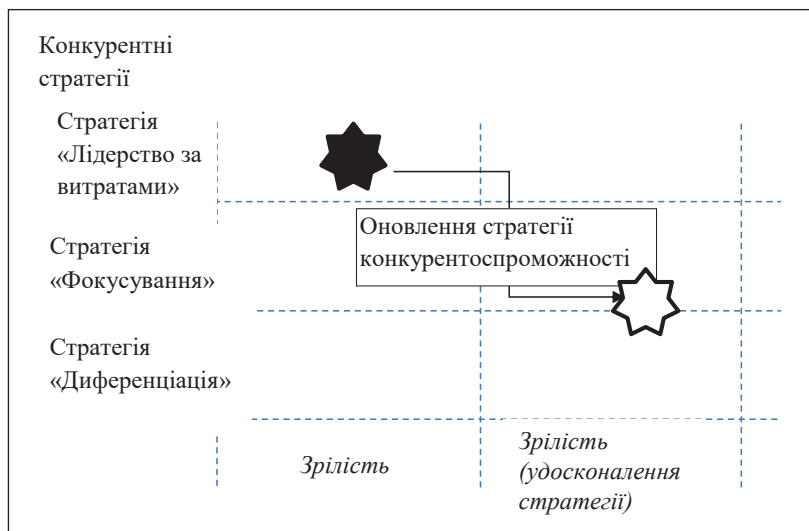 Конкурентні
стратегії
Стратегія
«Лідерство за
витратами»
Оновлення стратегії
конкурентоспроможності
Стратегія
«Фокусування»
Стратегія
«Диференціація»
Зрілість
Зрілість
(удосконалення
стратегії)